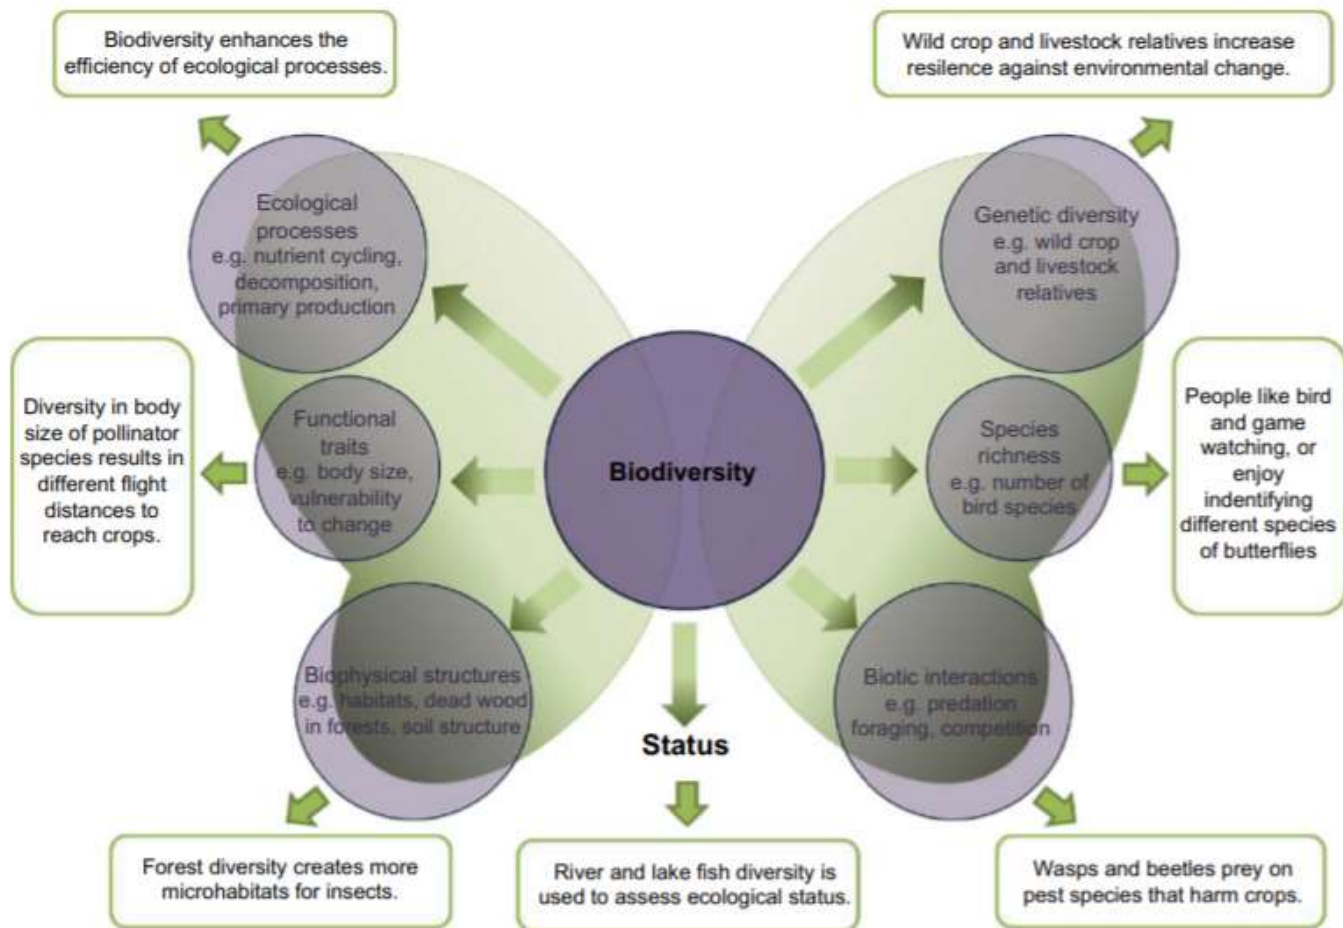 Biodiversity enhances the
efficiency of ecological processes.
Wild crop and livestock relatives increase
resilence against environmental change.
Ecological
processes
e.g. nutrient cycling,
decomposition,
primary production
Genetic diversity
e.g. wild crop
and livestock
relatives
Diversity in body
size of pollinator
species results in
different flight
distances to
reach crops.
Functional
traits
e.g. body size,
vulnerability
to change
Biodiversity
Species
richness
e.g. number of
bird species
People like bird
and game
watching, or
enjoy
indentifying
different species
of butterflies
Biophysical structures
e.g. habitats, dead wood
in forests, soil structure
Status
Biotic interactions
e.g. predation
foraging, competition
Forest diversity creates more
microhabitats for insects.
River and lake fish diversity is
used to assess ecological status.
Wasps and beetles prey on
pest species that harm crops.